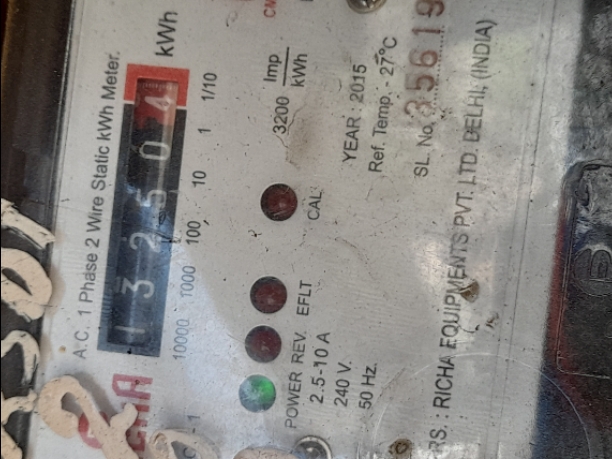 A.C. 1 Phase 2 Wire Static kWh Meter.
1 3 2 5 0 4 kWh
10000 1000 100 10 1 1/10
POWER REV. EFLT CAL
3200 Imp/kWh
2.5-10 A
240 V.
50 Hz.
YEAR : 2015
Ref. Temp. - 27°C
SL. No. 35619
RS. : RICHA EQUIPMENTS PVT. LTD. DELHI, (INDIA)